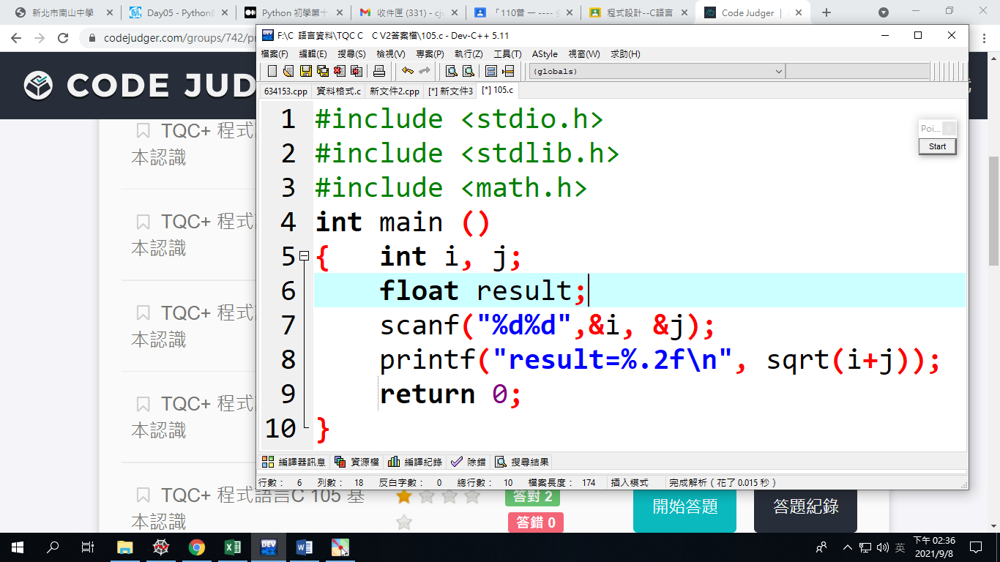 新北市南山中學
Day05 - Python
Python 初學第十
收件匣 (331) - cjv
「110普 一 ----
程式設計--C語言
Code Judger |
codejudger.com/groups/742/pr
F:\C 語言資料\TQC C C V2答案檔\105.c - Dev-C++ 5.11
檔案(F) 編輯(E) 搜尋(S) 檢視(V) 專案(P) 執行(Z) 工具(T) AStyle 視窗(W) 求助(H)
(globals)
CODE JUD
634153.cpp 資料格式.c 新文件2.cpp [*] 新文件3 [*] 105.c
1 #include <stdio.h>
2 #include <stdlib.h>
3 #include <math.h>
4 int main ()
5 { int i, j;
6 float result;
7 scanf("%d%d",&i, &j);
8 printf("result=%.2f\n", sqrt(i+j));
9 return 0;
10 }
Poi...
Start
TQC+ 程式
本認識
TQC+ 程式
本認識
TQC+ 程式
本認識
TQC+ 程式
本認識
編譯器訊息 資源檔 編譯紀錄 除錯 搜尋結果
行數： 6 列數： 18 反白字數： 0 總行數： 10 檔案長度： 174 插入模式 完成解析 ( 花了 0.015 秒 )
TQC+ 程式語言C 105 基
本認識
答對 2
答錯 0
開始答題
答題紀錄
英
下午 02:36
2021/9/8